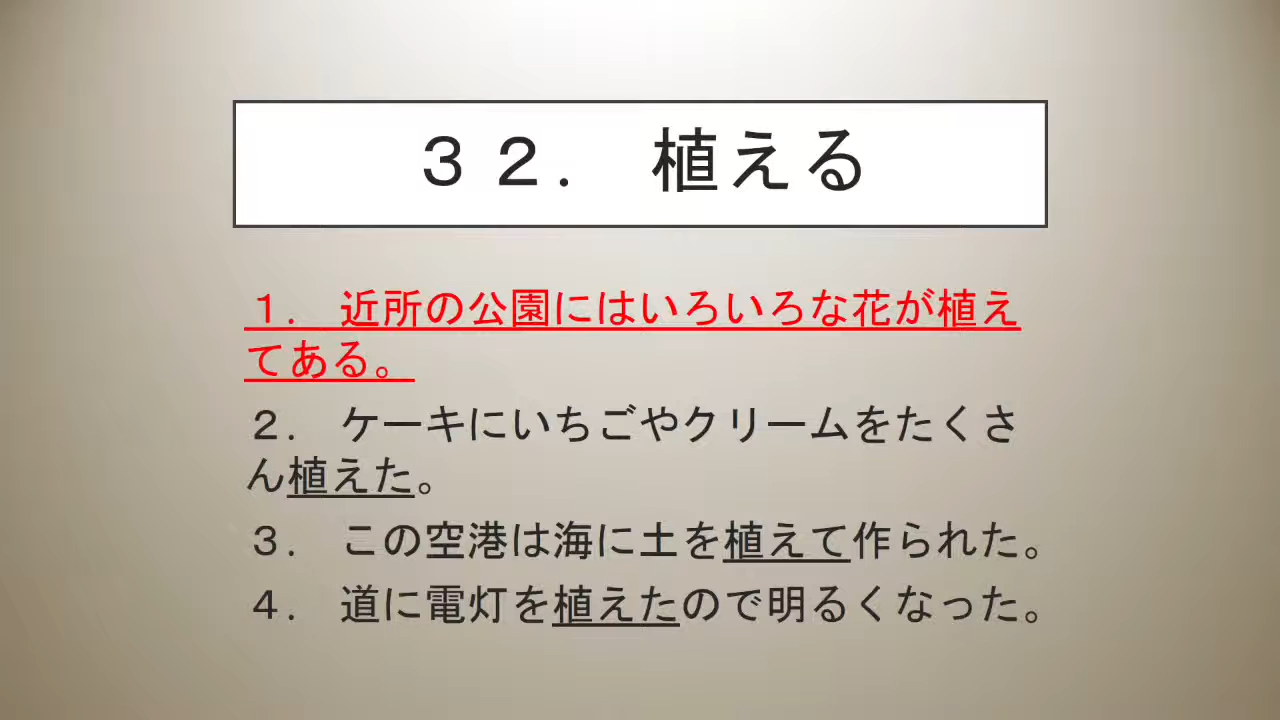 ３２．　植える
１．　近所の公園にはいろいろな花が植え
てある。
２．　ケーキにいちごやクリームをたくさ
ん植えた。
３．　この空港は海に土を植えて作られた。
４．　道に電灯を植えたので明るくなった。